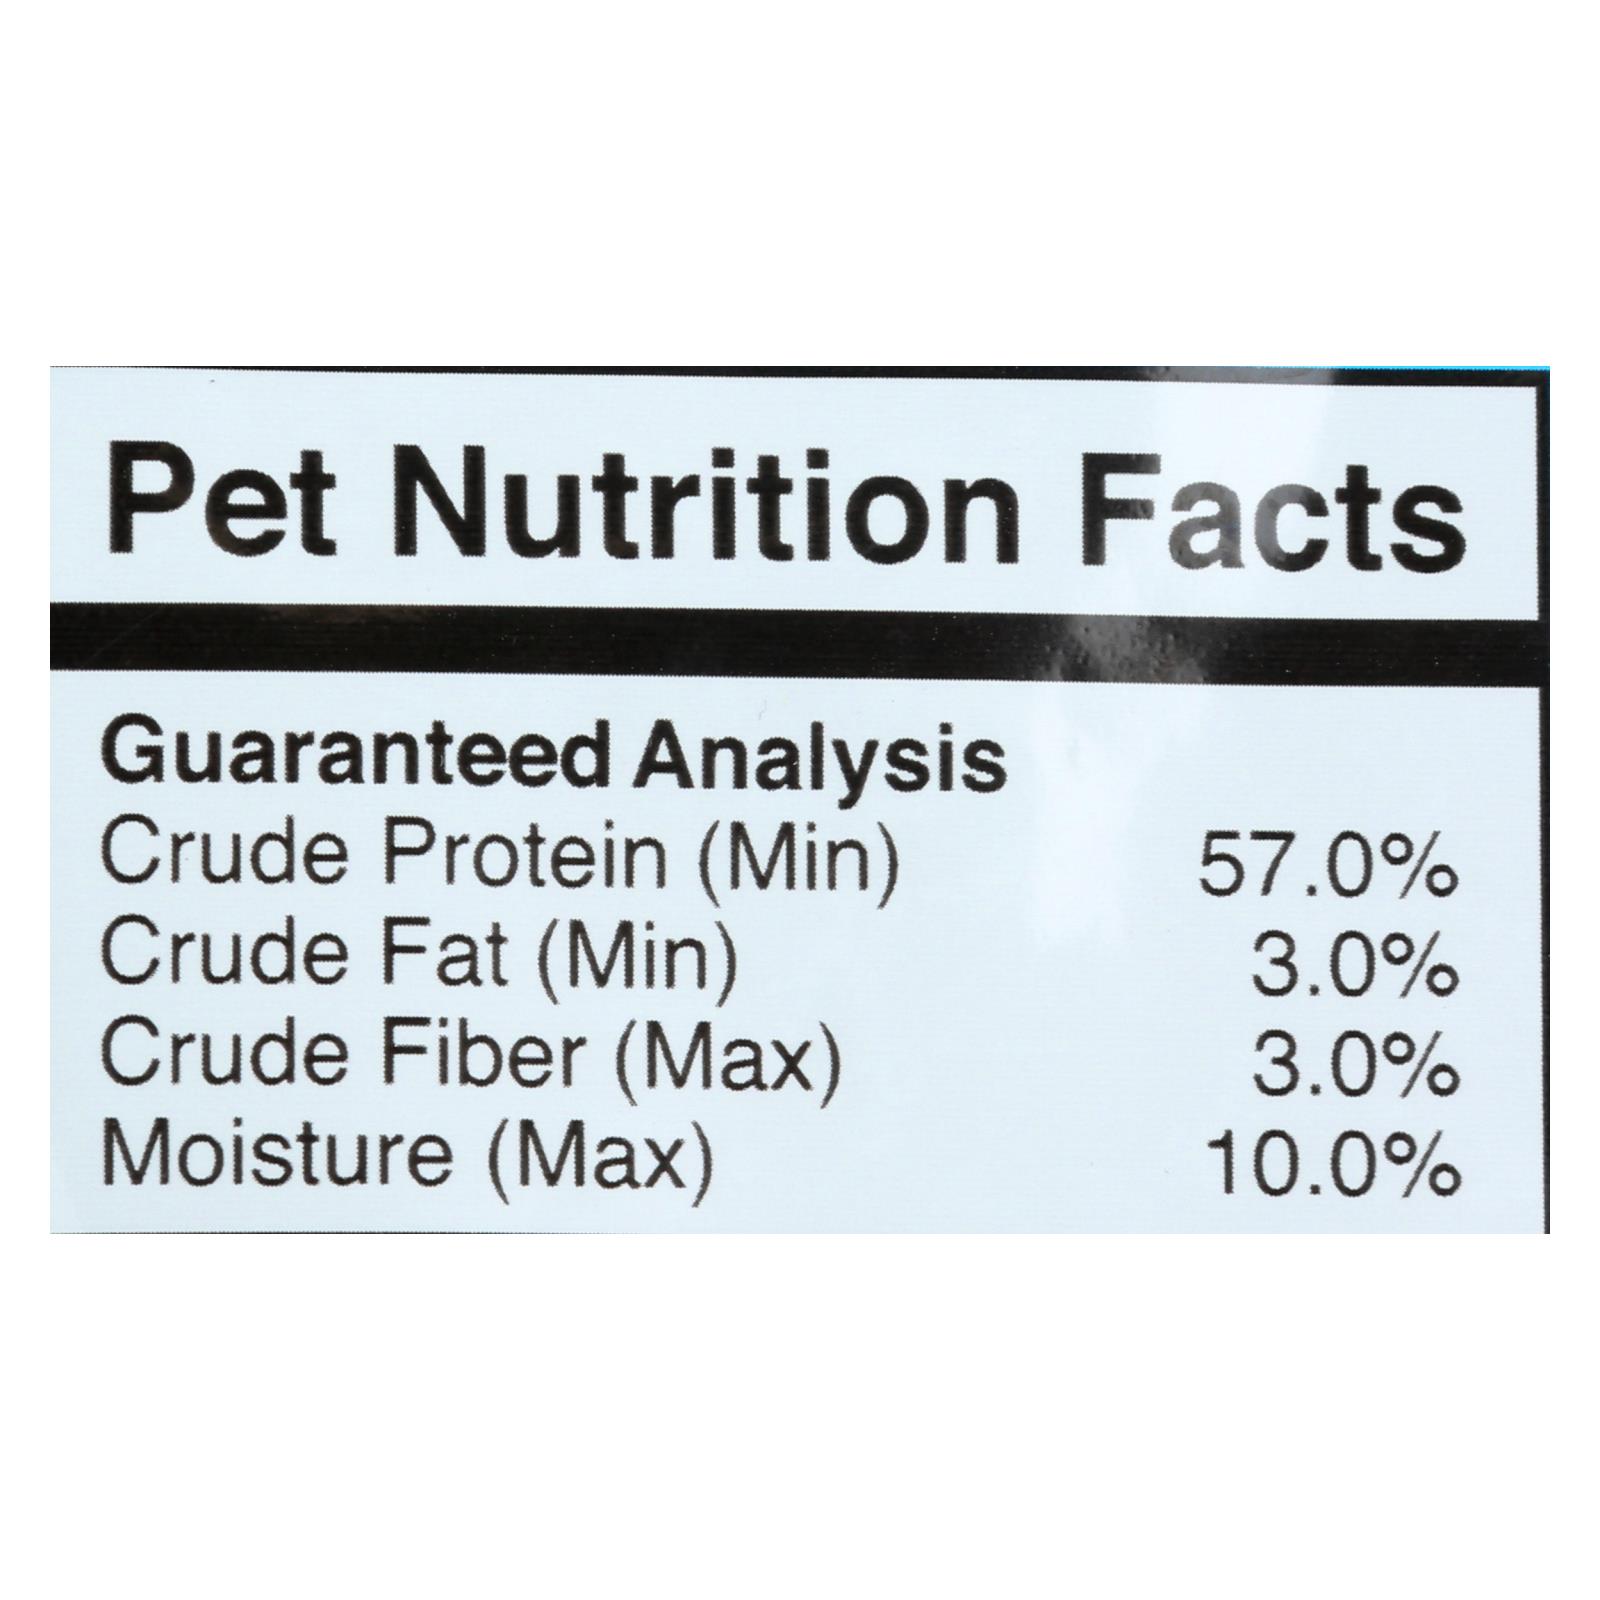 Pet Nutrition Facts
Guaranteed Analysis
Crude Protein (Min) 57.0%
Crude Fat (Min) 3.0%
Crude Fiber (Max) 3.0%
Moisture (Max) 10.0%